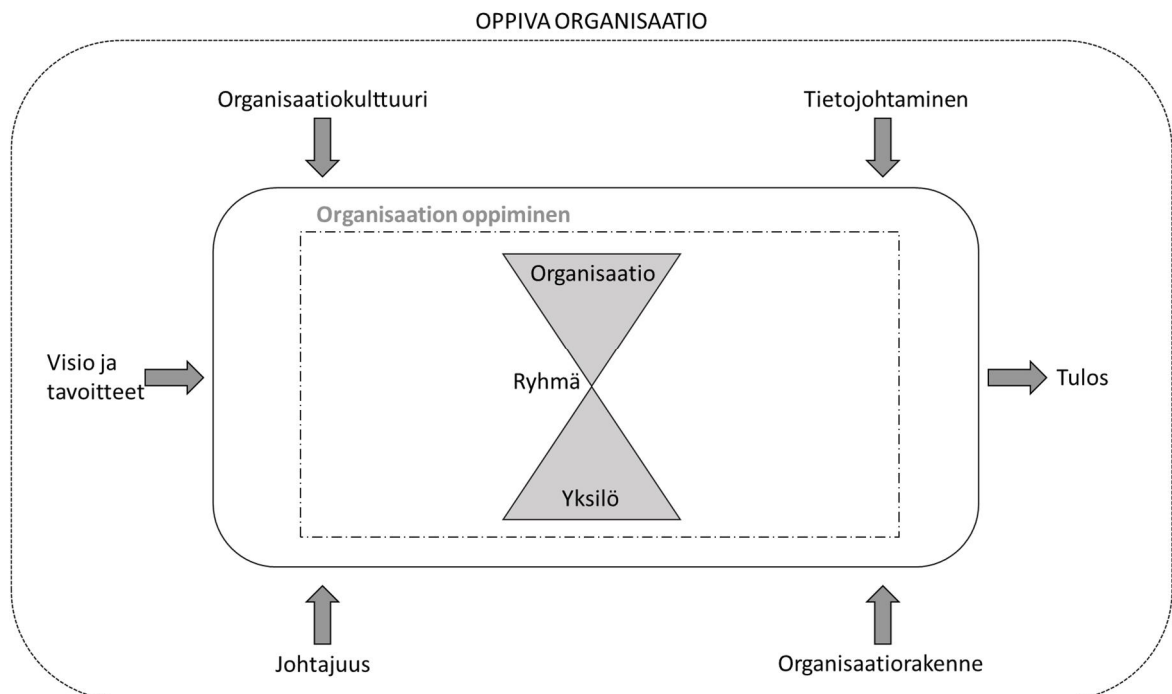 OPPIVA ORGANISAATIO
Organisaatiokulttuuri
Tietojohtaminen
Organisaation oppiminen
Organisaatio
Visio ja
tavoitteet
Ryhmä
Tulos
Yksilö
Johtajuus
Organisaatiorakenne